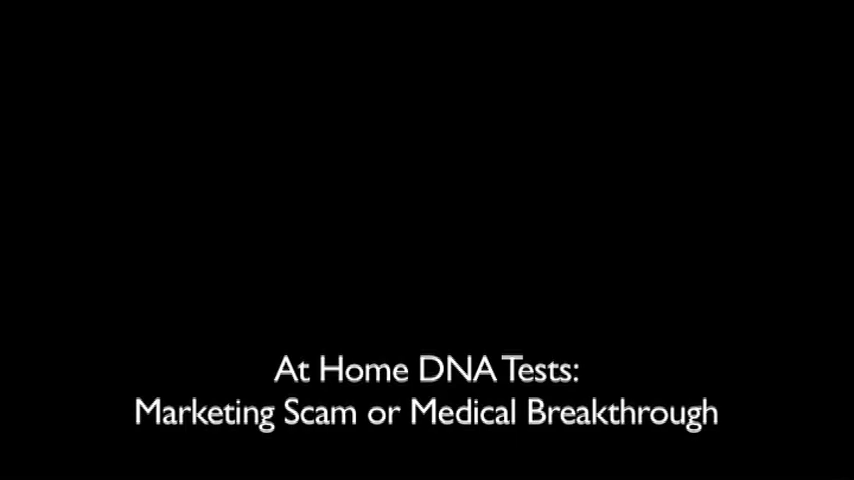 At Home DNA Tests:
Marketing Scam or Medical Breakthrough